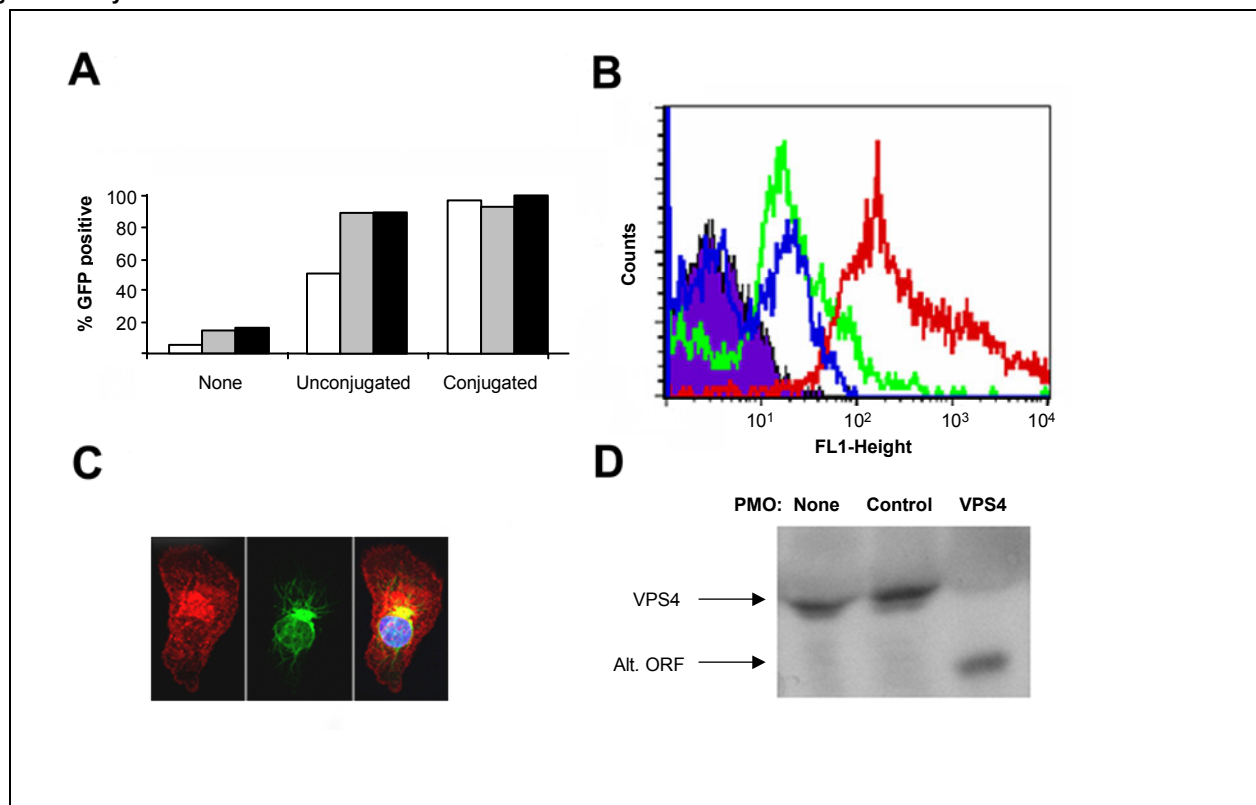 A
% GFP positive
100
80
60
40
20
None Unconjugated Conjugated
B
Counts
10¹ 10² 10³ 10⁴
FL1-Height
C
D
PMO: None Control VPS4
VPS4
Alt. ORF